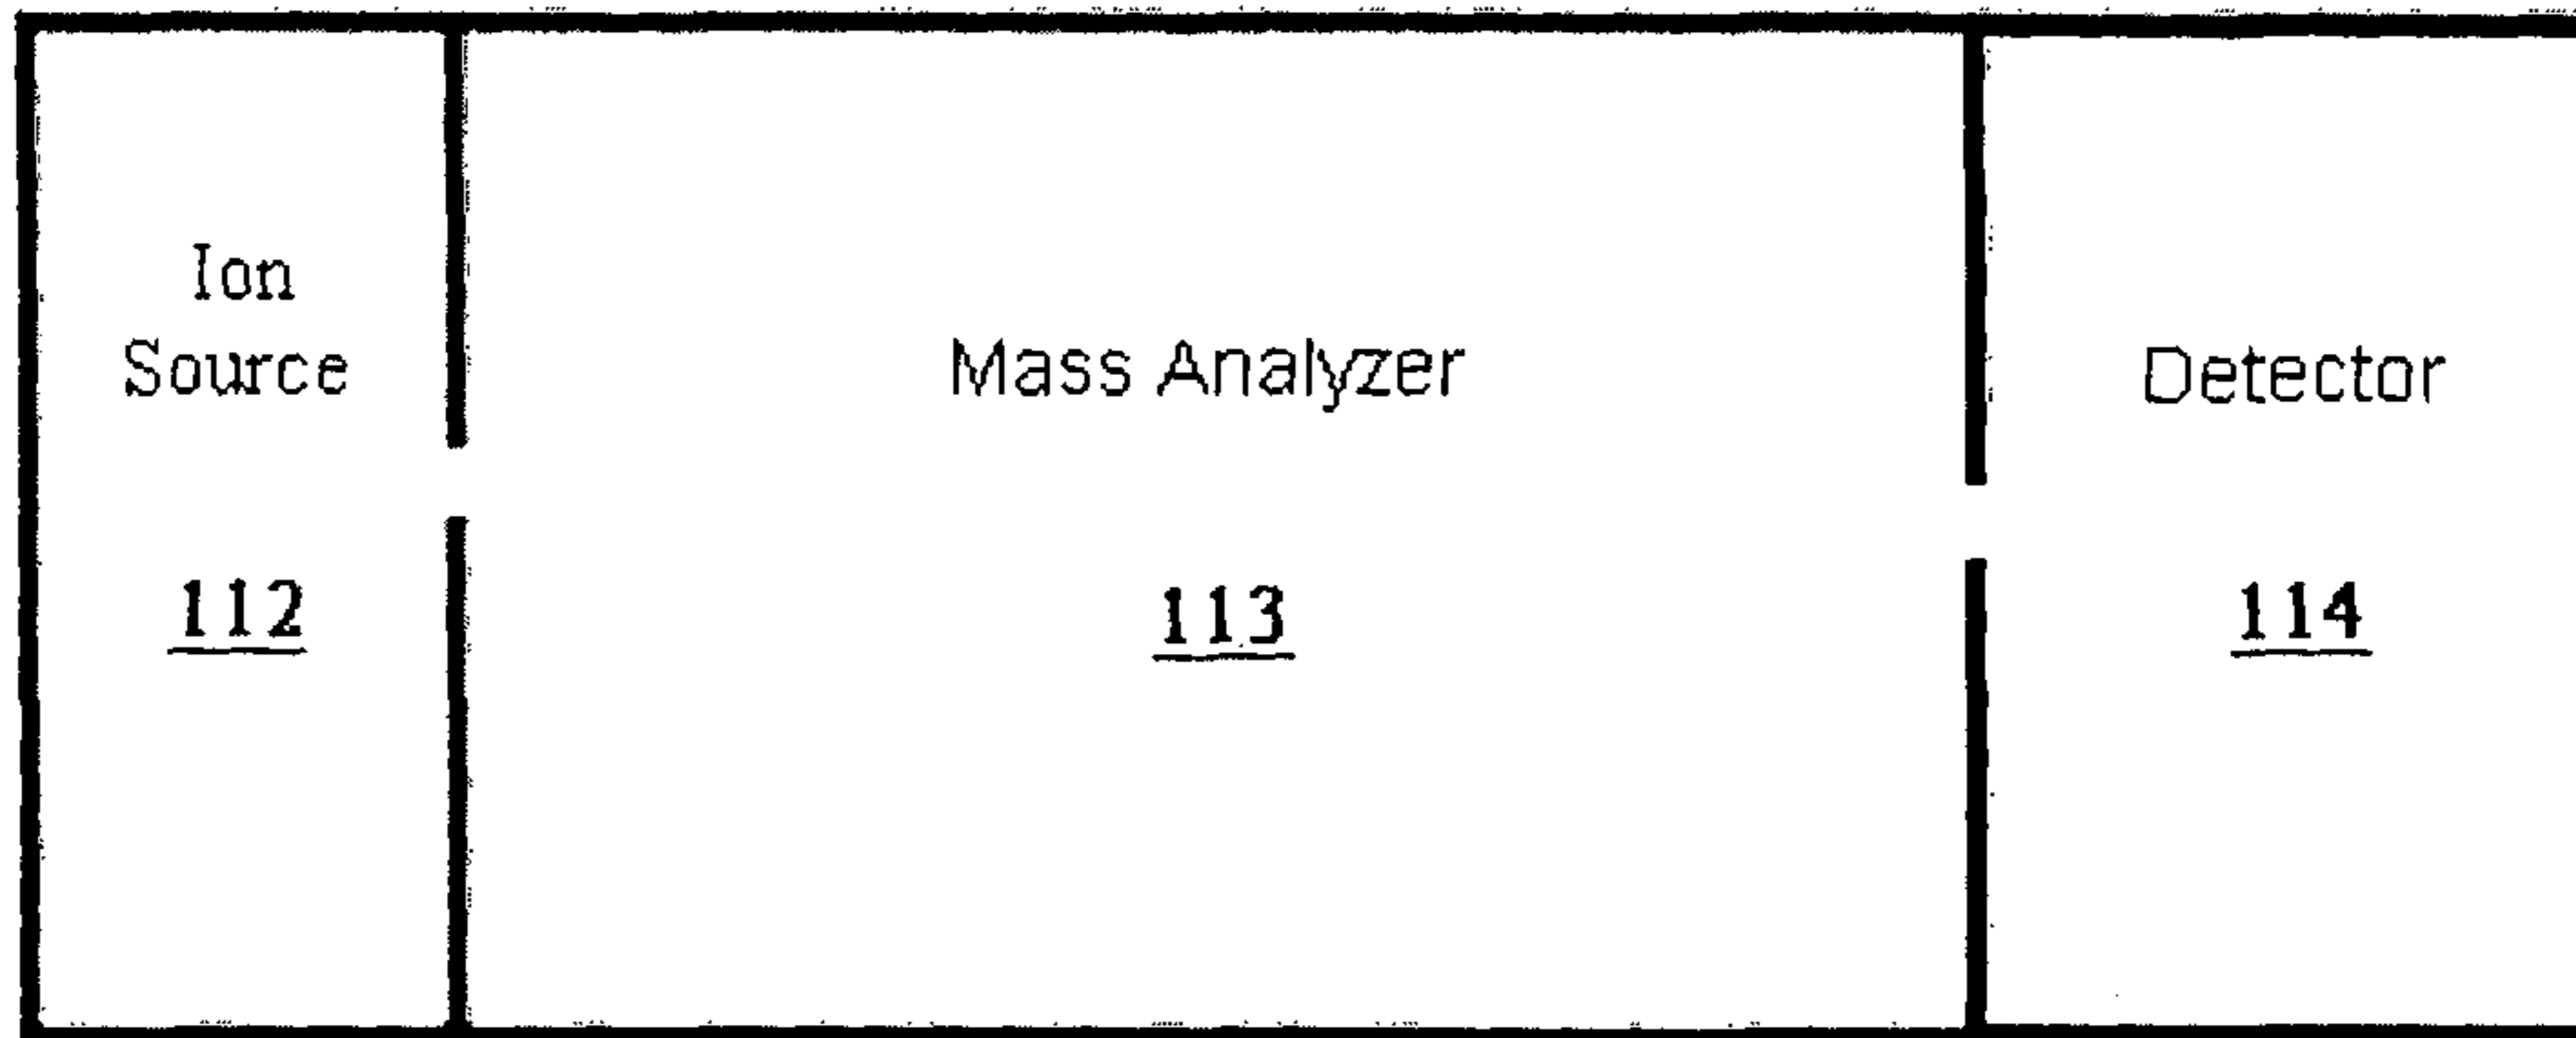 Ion
Source
Mass Analyzer
Detector
112
113
114